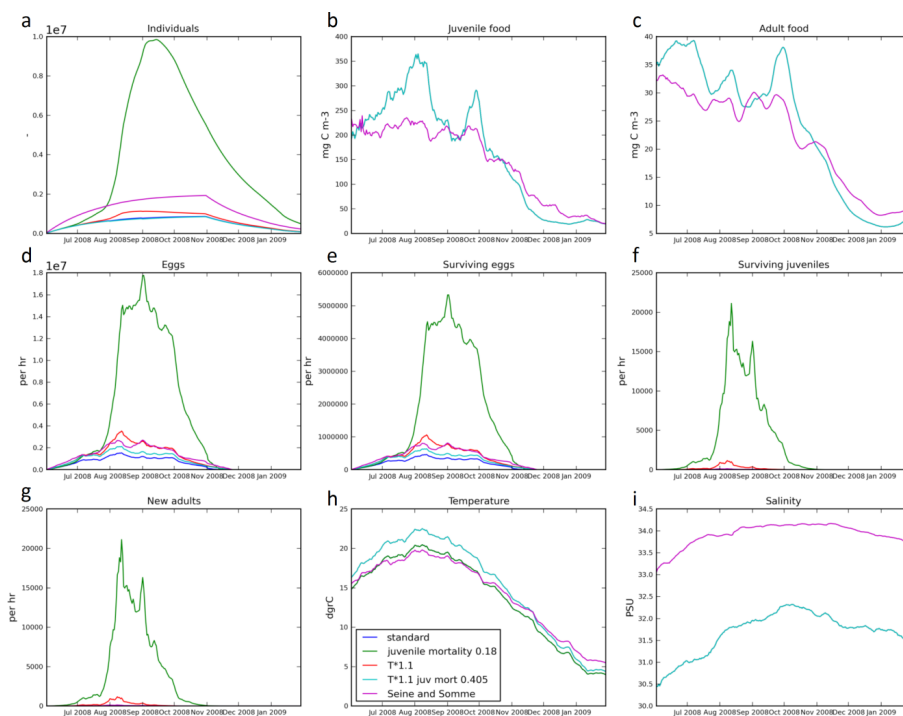 a
Individuals
1e7
1.0
0.8
0.6
0.4
0.2
0.0
-
Jul 2008 Aug 2008 Sep 2008 Oct 2008 Nov 2008 Dec 2008 Jan 2009
b
Juvenile food
400
350
300
250
200
150
100
50
0
mg C m-3
Jul 2008 Aug 2008 Sep 2008 Oct 2008 Nov 2008 Dec 2008 Jan 2009
c
Adult food
40
35
30
25
20
15
10
5
mg C m-3
Jul 2008 Aug 2008 Sep 2008 Oct 2008 Nov 2008 Dec 2008 Jan 2009
d
Eggs
1e7
1.8
1.6
1.4
1.2
1.0
0.8
0.6
0.4
0.2
0.0
per hr
Jul 2008 Aug 2008 Sep 2008 Oct 2008 Nov 2008 Dec 2008 Jan 2009
e
Surviving eggs
6000000
5000000
4000000
3000000
2000000
1000000
0
per hr
Jul 2008 Aug 2008 Sep 2008 Oct 2008 Nov 2008 Dec 2008 Jan 2009
f
Surviving juveniles
25000
20000
15000
10000
5000
0
per hr
Jul 2008 Aug 2008 Sep 2008 Oct 2008 Nov 2008 Dec 2008 Jan 2009
g
New adults
25000
20000
15000
10000
5000
0
per hr
Jul 2008 Aug 2008 Sep 2008 Oct 2008 Nov 2008 Dec 2008 Jan 2009
h
Temperature
25
20
15
10
5
0
dgrC
standard
juvenile mortality 0.18
T*1.1
T*1.1 juv mort 0.405
Seine and Somme
Jul 2008 Aug 2008 Sep 2008 Oct 2008 Nov 2008 Dec 2008 Jan 2009
i
Salinity
34.5
34.0
33.5
33.0
32.5
32.0
31.5
31.0
30.5
30.0
PSU
Jul 2008 Aug 2008 Sep 2008 Oct 2008 Nov 2008 Dec 2008 Jan 2009